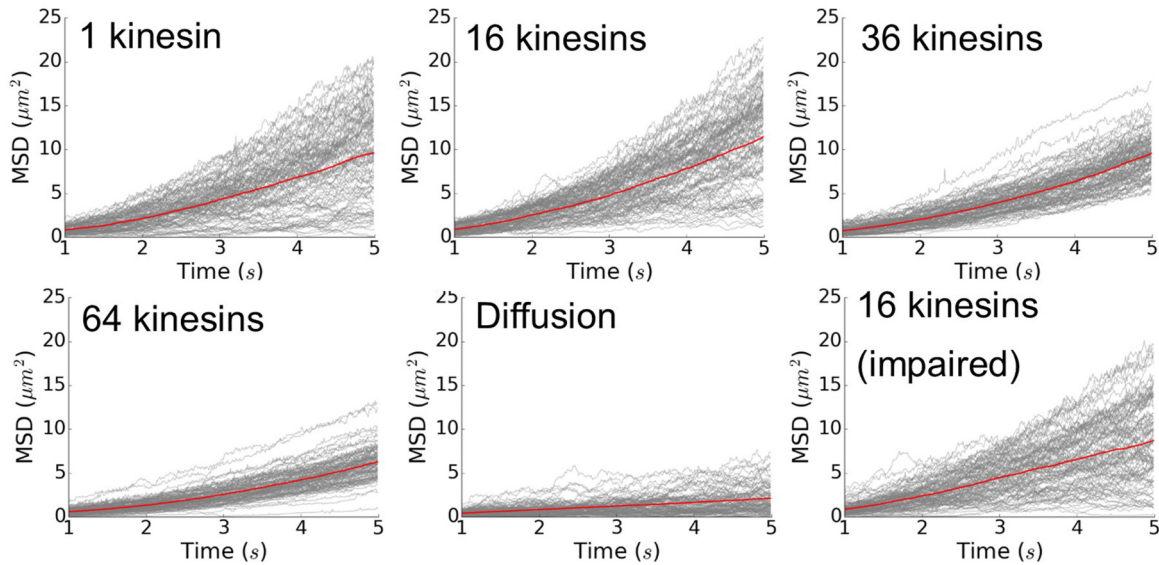 1 kinesin
25
20
15
10
5
0
MSD (μm²)
1 2 3 4 5
Time (s)
16 kinesins
25
20
15
10
5
0
MSD (μm²)
1 2 3 4 5
Time (s)
36 kinesins
25
20
15
10
5
0
MSD (μm²)
1 2 3 4 5
Time (s)
64 kinesins
25
20
15
10
5
0
MSD (μm²)
1 2 3 4 5
Time (s)
Diffusion
25
20
15
10
5
0
MSD (μm²)
1 2 3 4 5
Time (s)
16 kinesins
(impaired)
25
20
15
10
5
0
MSD (μm²)
1 2 3 4 5
Time (s)